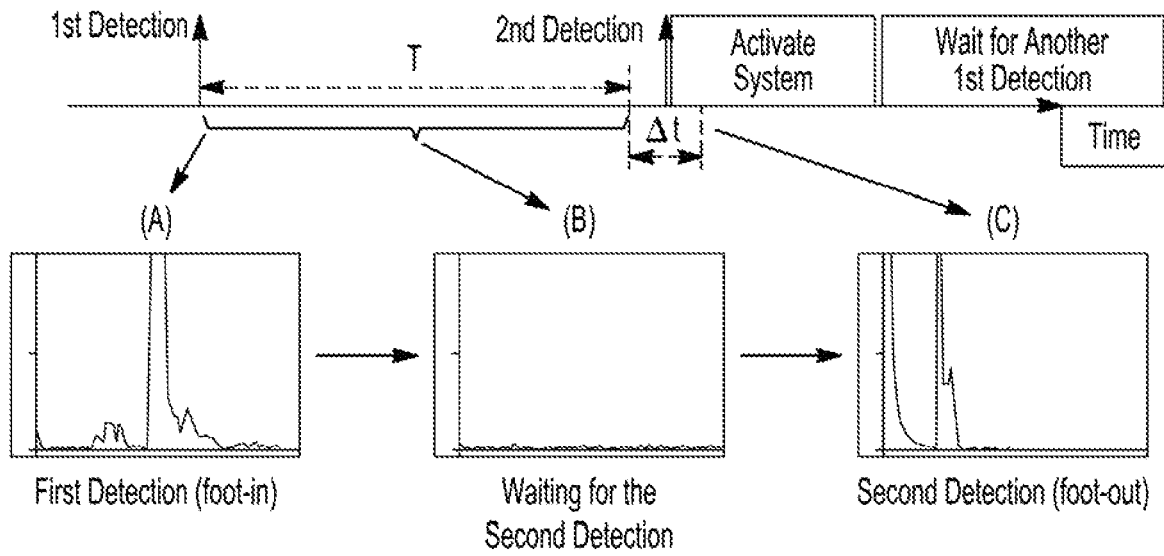 1st Detection
T
2nd Detection
Activate
System
Wait for Another
1st Detection
Δ t
Time
(A)
(B)
(C)
First Detection (foot-in)
Waiting for the
Second Detection
Second Detection (foot-out)